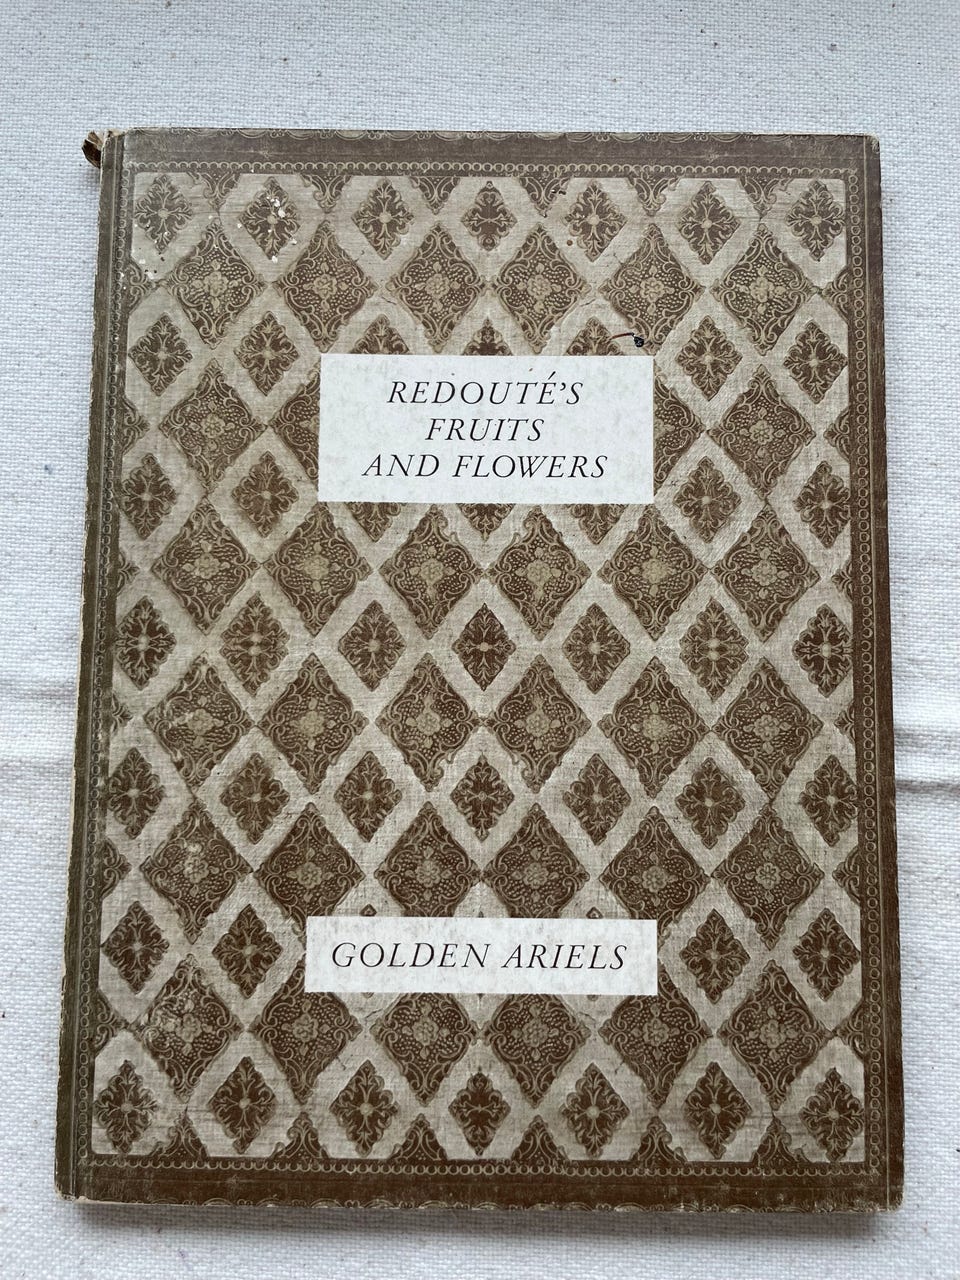 REDOUTÉ'S
FRUITS
AND FLOWERS
GOLDEN ARIELS